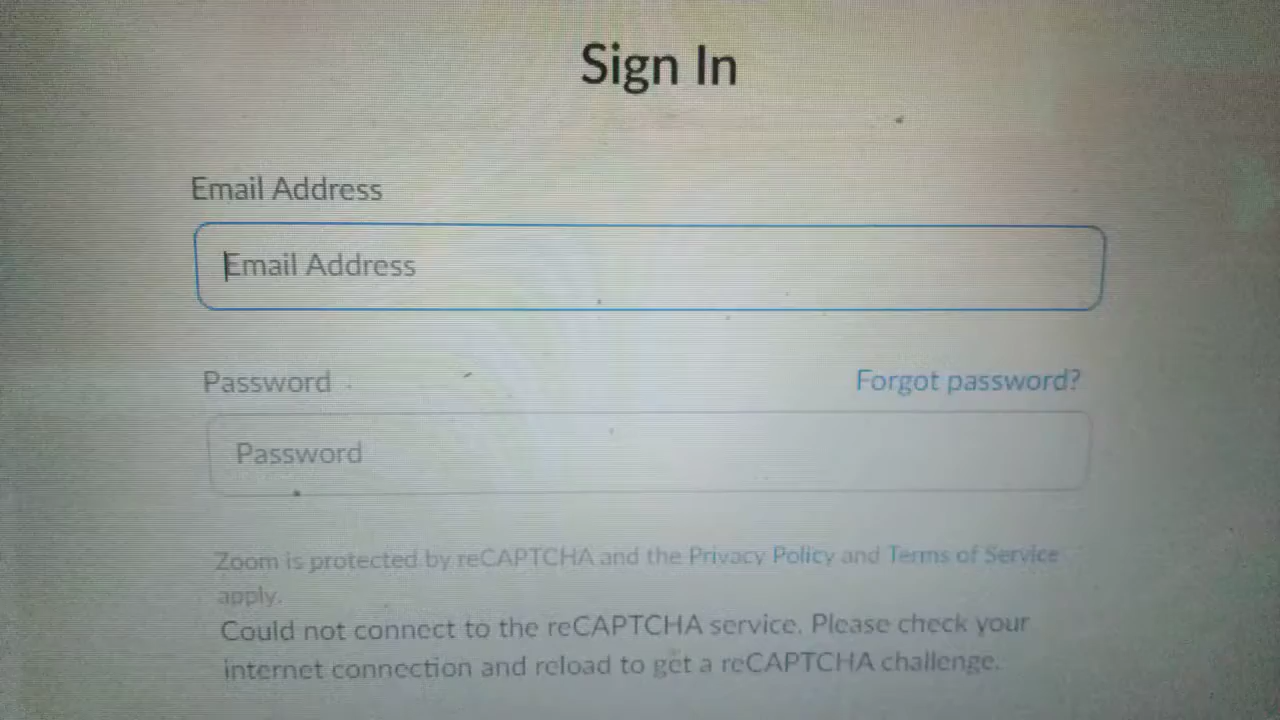 Sign In
Email Address
Email Address
Password
Forgot password?
Password
Zoom is protected by reCAPTCHA and the Privacy Policy and Terms of Service
apply.
Could not connect to the reCAPTCHA service. Please check your
internet connection and reload to get a reCAPTCHA challenge.